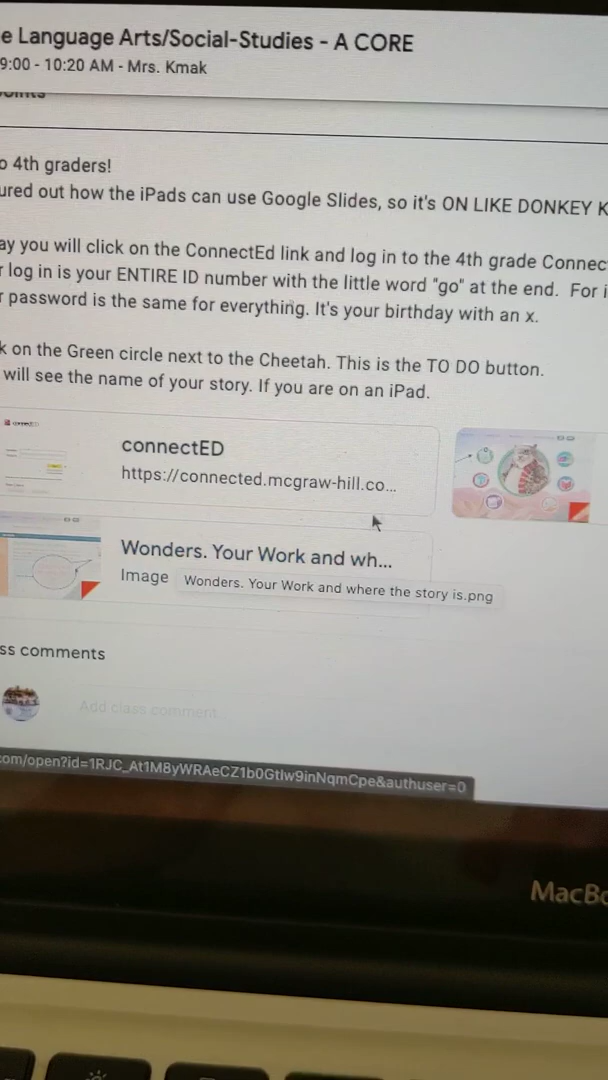 e Language Arts/Social-Studies - A CORE
9:00 - 10:20 AM - Mrs. Kmak
o 4th graders!
ured out how the iPads can use Google Slides, so it's ON LIKE DONKEY K
ay you will click on the ConnectEd link and log in to the 4th grade Connec
r log in is your ENTIRE ID number with the little word "go" at the end. For i
r password is the same for everything. It's your birthday with an x.
k on the Green circle next to the Cheetah. This is the TO DO button.
will see the name of your story. If you are on an iPad.
connectED
https://connected.mcgraw-hill.co...
Wonders. Your Work and wh...
Image
Wonders. Your Work and where the story is.png
ss comments
Add class comment...
com/open?id=1RJC_At1M8yWRAeCZ1b0Gtlw9inNqmCpe&authuser=0
MacBo